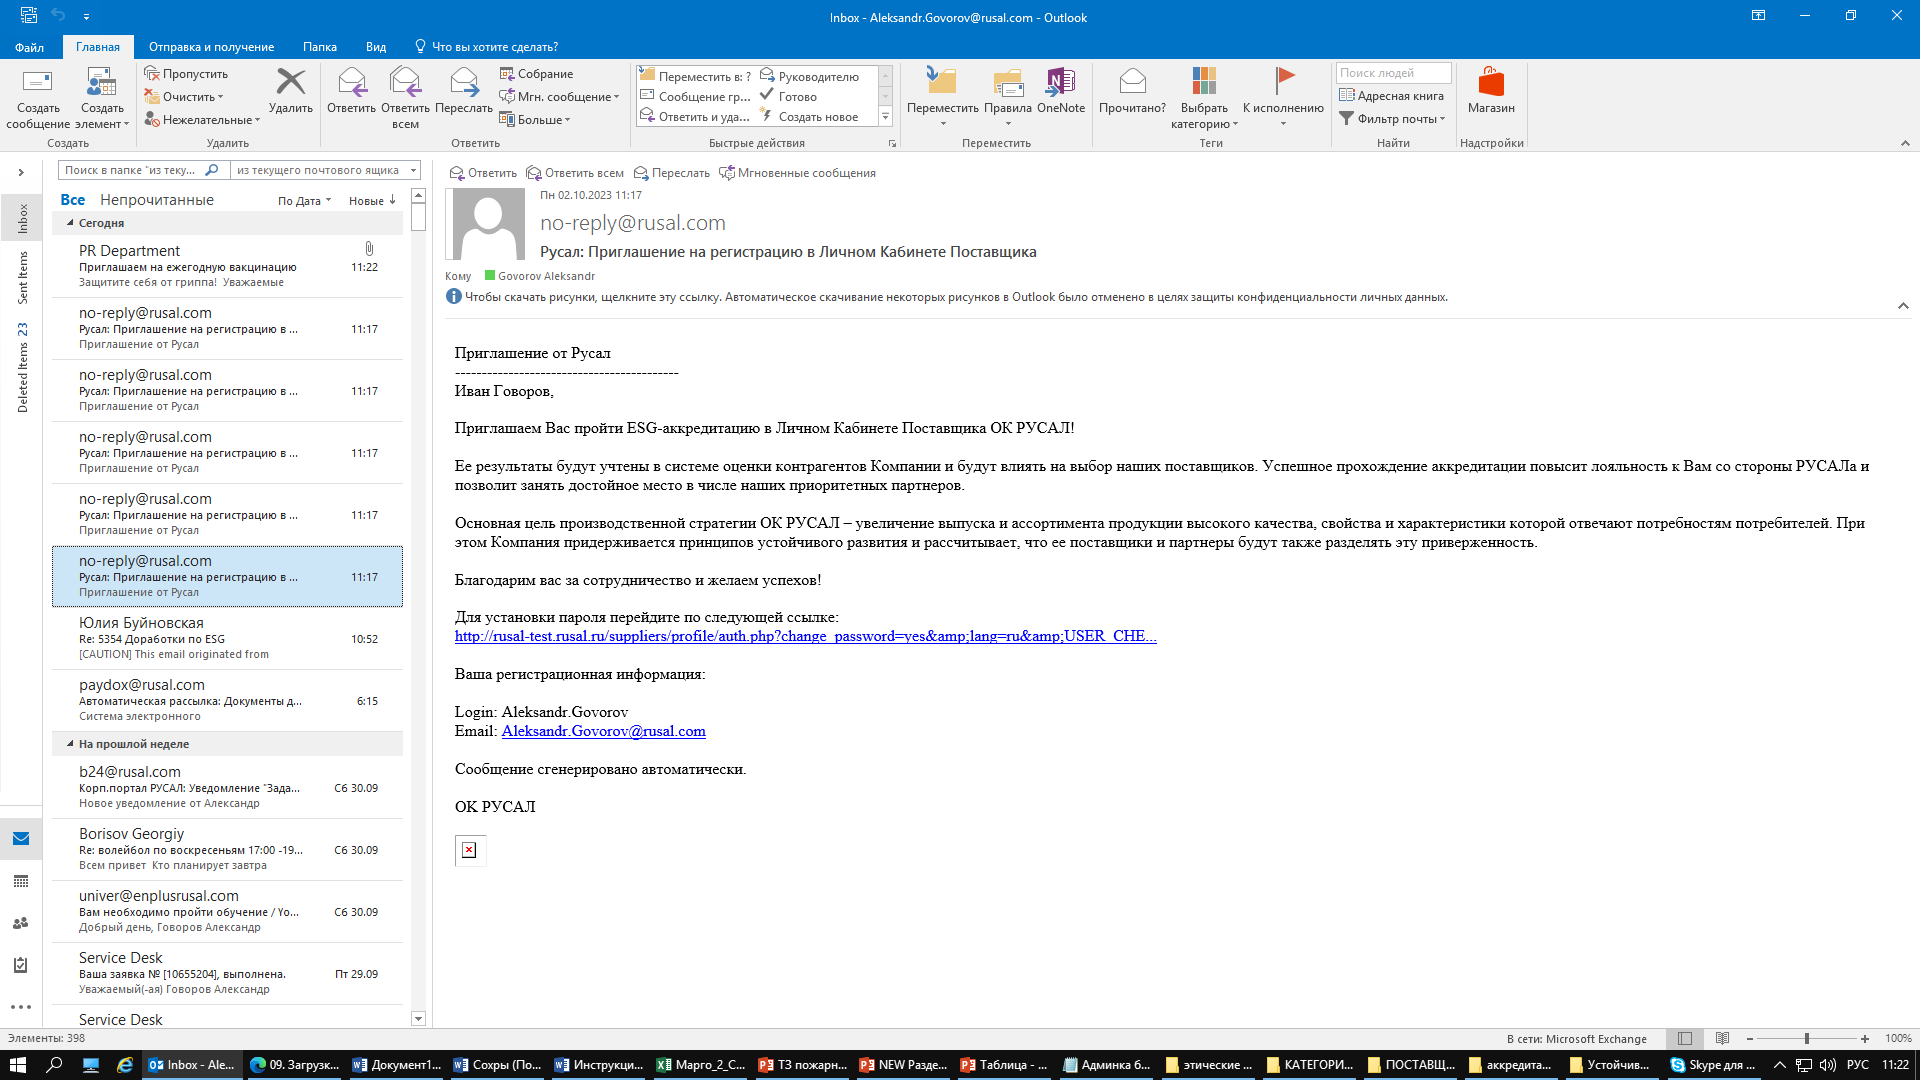 Inbox - Aleksandr.Govorov@rusal.com - Outlook
Файл
Главная
Отправка и получение
Папка
Вид
Что вы хотите сделать?
Создать сообщение
Создать элемент
Создать
Пропустить
Очистить
Нежелательные
Удалить
Удалить
Ответить
Ответить всем
Переслать
Собрание
Мгн. сообщение
Больше
Ответить
Переместить в: ?
Сообщение гр...
Ответить и уда...
Руководителю
Готово
Создать новое
Быстрые действия
Переместить
Правила
OneNote
Переместить
Прочитано?
Выбрать категорию
К исполнению
Теги
Поиск людей
Адресная книга
Фильтр почты
Найти
Магазин
Надстройки
Inbox
Sent Items
Deleted Items 23
Поиск в папке "из теку...
из текущего почтового ящика
Все
Непрочитанные
По Дата
Новые
Сегодня
PR Department
Приглашаем на ежегодную вакцинацию 11:22
Защитите себя от гриппа! Уважаемые
no-reply@rusal.com
Русал: Приглашение на регистрацию в ... 11:17
Приглашение от Русал
no-reply@rusal.com
Русал: Приглашение на регистрацию в ... 11:17
Приглашение от Русал
no-reply@rusal.com
Русал: Приглашение на регистрацию в ... 11:17
Приглашение от Русал
no-reply@rusal.com
Русал: Приглашение на регистрацию в ... 11:17
Приглашение от Русал
no-reply@rusal.com
Русал: Приглашение на регистрацию в ... 11:17
Приглашение от Русал
Юлия Буйновская
Re: 5354 Доработки по ESG 10:52
[CAUTION] This email originated from
paydox@rusal.com
Автоматическая рассылка: Документы д... 6:15
Система электронного
На прошлой неделе
b24@rusal.com
Корп.портал РУСАЛ: Уведомление "Зада... Сб 30.09
Новое уведомление от Александр
Borisov Georgiy
Re: волейбол по воскресеньям 17:00 -19... Сб 30.09
Всем привет Кто планирует завтра
univer@enplusrusal.com
Вам необходимо пройти обучение / Yo... Сб 30.09
Добрый день, Говоров Александр
Service Desk
Ваша заявка № [10655204], выполнена. Пт 29.09
Уважаемый(-ая) Говоров Александр
Service Desk
Ответить
Ответить всем
Переслать
Мгновенные сообщения
Пн 02.10.2023 11:17
no-reply@rusal.com
Русал: Приглашение на регистрацию в Личном Кабинете Поставщика
Кому Govorov Aleksandr
Чтобы скачать рисунки, щелкните эту ссылку. Автоматическое скачивание некоторых рисунков в Outlook было отменено в целях защиты конфиденциальности личных данных.
Приглашение от Русал
------------------------------------------
Иван Говоров,
Приглашаем Вас пройти ESG-аккредитацию в Личном Кабинете Поставщика ОК РУСАЛ!
Ее результаты будут учтены в системе оценки контрагентов Компании и будут влиять на выбор наших поставщиков. Успешное прохождение аккредитации повысит лояльность к Вам со стороны РУСАЛа и
позволит занять достойное место в числе наших приоритетных партнеров.
Основная цель производственной стратегии ОК РУСАЛ – увеличение выпуска и ассортимента продукции высокого качества, свойства и характеристики которой отвечают потребностям потребителей. При
этом Компания придерживается принципов устойчивого развития и рассчитывает, что ее поставщики и партнеры будут также разделять эту приверженность.
Благодарим вас за сотрудничество и желаем успехов!
Для установки пароля перейдите по следующей ссылке:
http://rusal-test.rusal.ru/suppliers/profile/auth.php?change_password=yes&amp;lang=ru&amp;USER_CHE...
Ваша регистрационная информация:
Login: Aleksandr.Govorov
Email: Aleksandr.Govorov@rusal.com
Сообщение сгенерировано автоматически.
ОК РУСАЛ
Элементы: 398
В сети: Microsoft Exchange
100%
Inbox - Ale...
09. Загрузк...
Документ1...
Сохры (По...
Инструкци...
Марго_2_С...
ТЗ пожарн...
NEW Разде...
Таблица - ...
Админка б...
этические ...
КАТЕГОРИ...
ПОСТАВЩ...
аккредита...
Устойчив...
Skype для ...
РУС
11:22